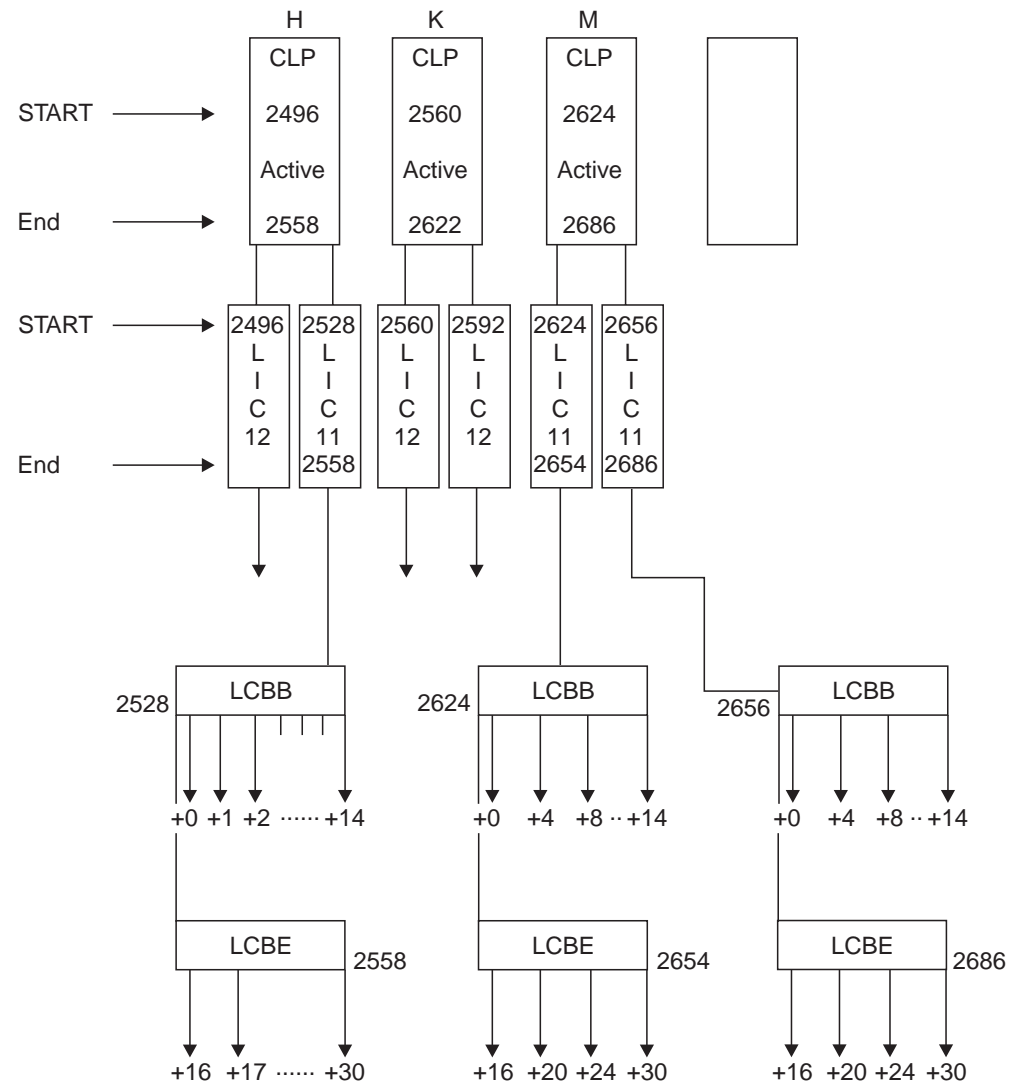 H K M
CLP CLP CLP
START 2496 2560 2624
Active Active Active
End 2558 2622 2686
START 2496 2528 2560 2592 2624 2656
L L L L L L
I I I I I I
C C C C C C
12 11 12 12 11 11
End 2558 2654 2686
LCBB LCBB LCBB
2528 2624 2656
+0 +1 +2 ...... +14 +0 +4 +8 .. +14 +0 +4 +8 .. +14
LCBE LCBE LCBE
2558 2654 2686
+16 +17 ...... +30 +16 +20 +24 +30 +16 +20 +24 +30